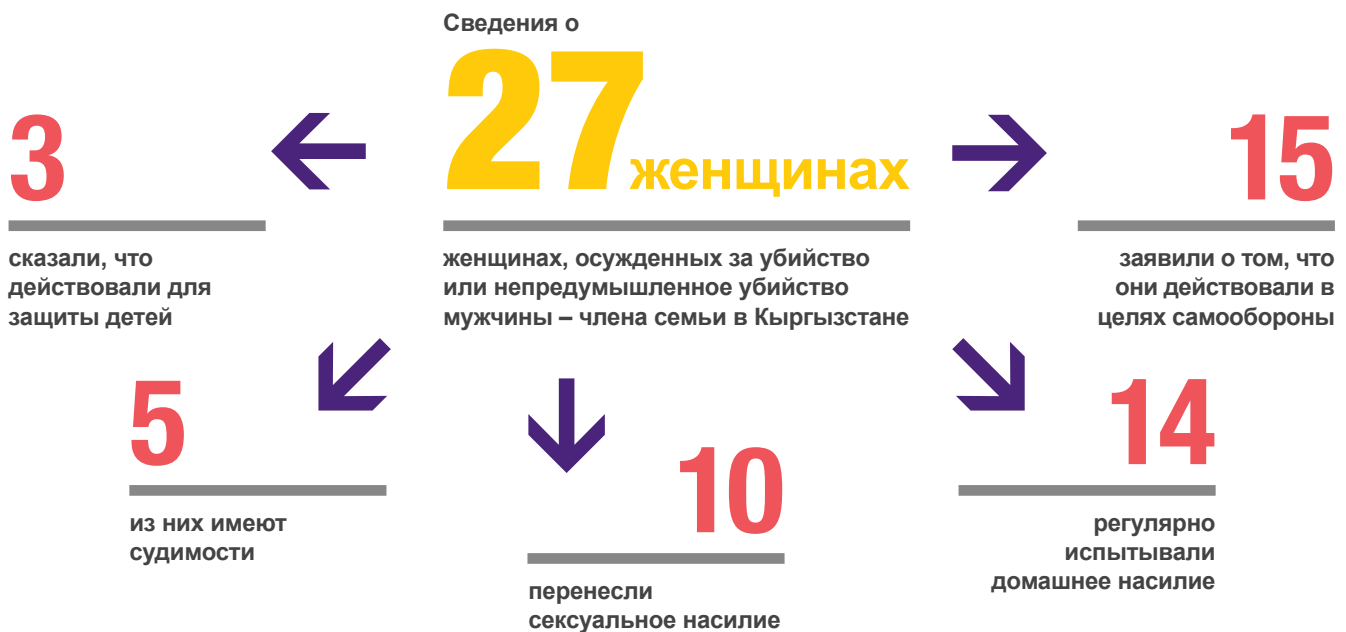 Сведения о
27 женщинах
женщинах, осужденных за убийство
или непредумышленное убийство
мужчины – члена семьи в Кыргызстане
3
сказали, что
действовали для
защиты детей
15
заявили о том, что
они действовали в
целях самообороны
5
из них имеют
судимости
10
перенесли
сексуальное насилие
14
регулярно
испытывали
домашнее насилие